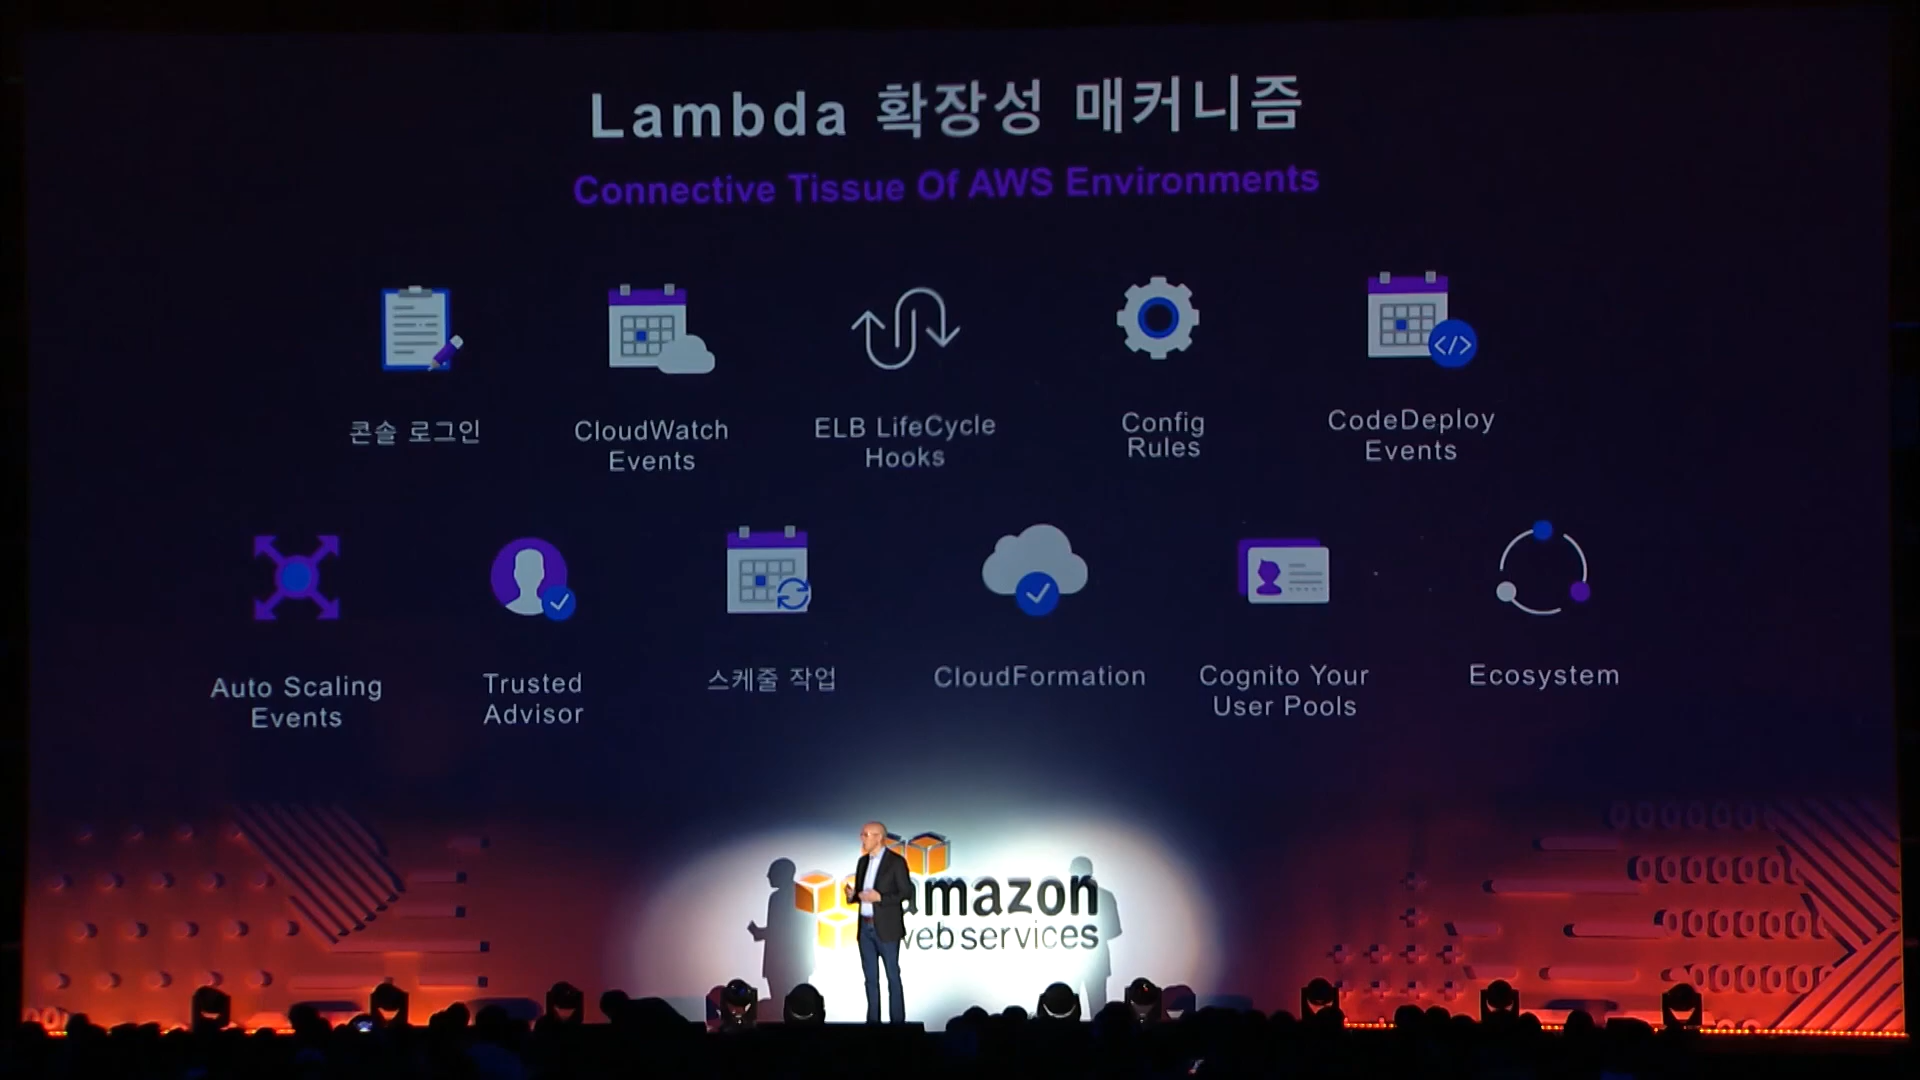 Lambda 확장성 매커니즘
Connective Tissue Of AWS Environments
콘솔 로그인
CloudWatch
Events
ELB LifeCycle
Hooks
Config
Rules
CodeDeploy
Events
Auto Scaling
Events
Trusted
Advisor
스케줄 작업
CloudFormation
Cognito Your
User Pools
Ecosystem
amazon
webservices